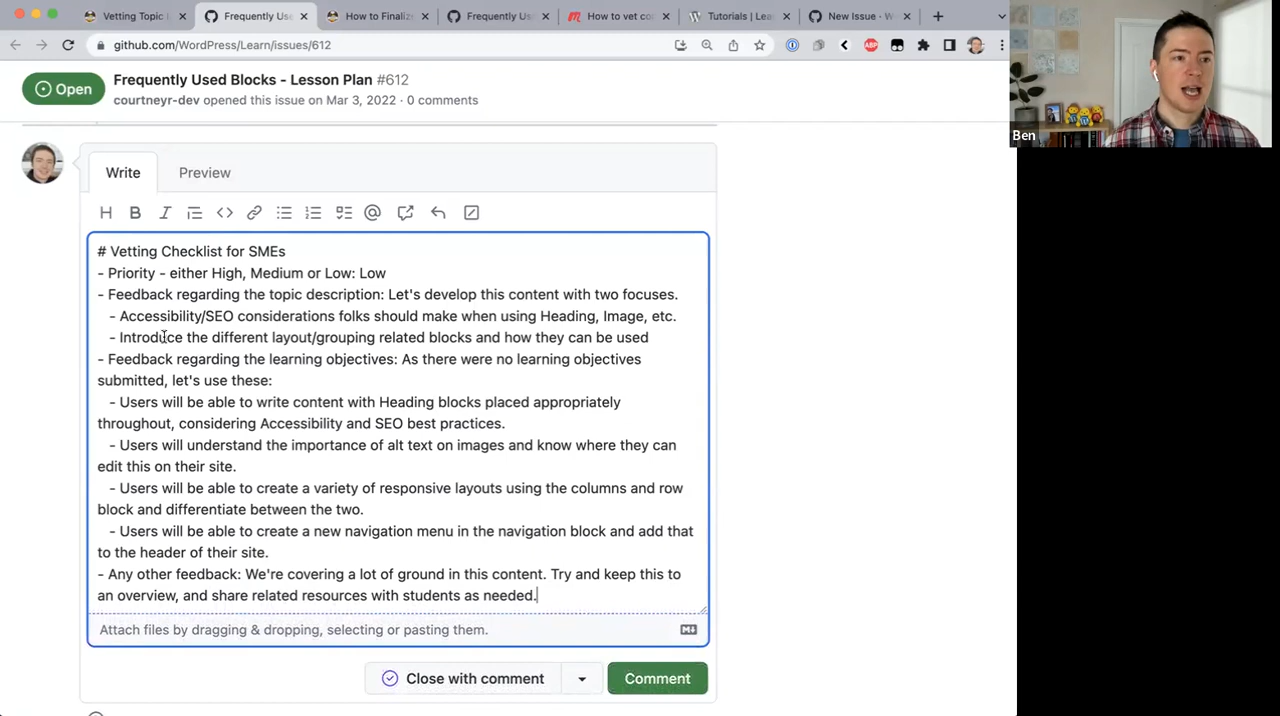 Vetting Topic I
Frequently Use
How to Finaliz
Frequently Us
How to vet co
Tutorials | Lea
New Issue · W
github.com/WordPress/Learn/issues/612
Open
Frequently Used Blocks - Lesson Plan #612
courtneyr-dev opened this issue on Mar 3, 2022 · 0 comments
Ben
Write
Preview
# Vetting Checklist for SMEs
- Priority - either High, Medium or Low: Low
- Feedback regarding the topic description: Let's develop this content with two focuses.
- Accessibility/SEO considerations folks should make when using Heading, Image, etc.
- Introduce the different layout/grouping related blocks and how they can be used
- Feedback regarding the learning objectives: As there were no learning objectives
submitted, let's use these:
- Users will be able to write content with Heading blocks placed appropriately
throughout, considering Accessibility and SEO best practices.
- Users will understand the importance of alt text on images and know where they can
edit this on their site.
- Users will be able to create a variety of responsive layouts using the columns and row
block and differentiate between the two.
- Users will be able to create a new navigation menu in the navigation block and add that
to the header of their site.
- Any other feedback: We're covering a lot of ground in this content. Try and keep this to
an overview, and share related resources with students as needed.
Attach files by dragging & dropping, selecting or pasting them.
Close with comment
Comment